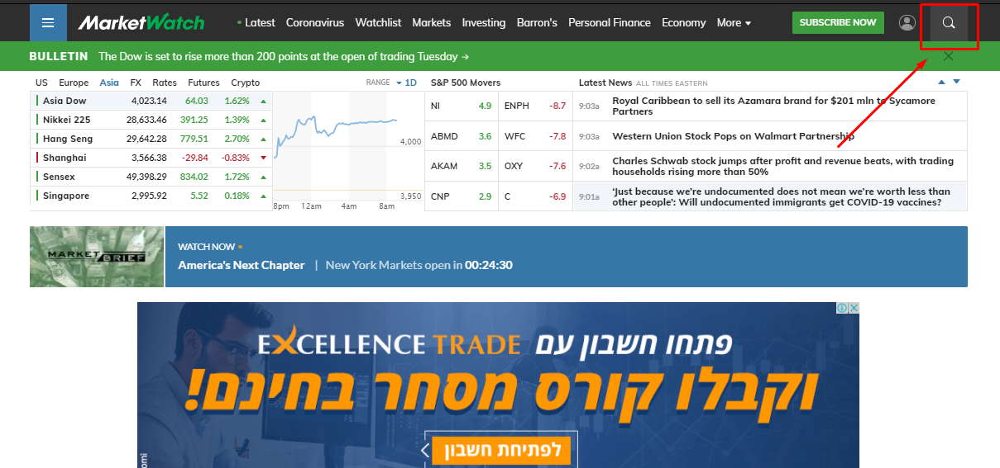 MarketWatch
Latest Coronavirus Watchlist Markets Investing Barron's Personal Finance Economy More
SUBSCRIBE NOW
BULLETIN The Dow is set to rise more than 200 points at the open of trading Tuesday →
US Europe Asia FX Rates Futures Crypto
RANGE 1D
Asia Dow 4,023.14 64.03 1.62%
Nikkei 225 28,633.46 391.25 1.39%
Hang Seng 29,642.28 779.51 2.70%
Shanghai 3,566.38 -29.84 -0.83%
Sensex 49,398.29 834.02 1.72%
Singapore 2,995.92 5.52 0.18%
4,000
3,950
8pm 12am 4am 8am
S&P 500 Movers
NI 4.9 ENPH -8.7
ABMD 3.6 WFC -7.8
AKAM 3.5 OXY -7.6
CNP 2.9 C -6.9
Latest News ALL TIMES EASTERN
9:03a Royal Caribbean to sell its Azamara brand for $201 mln to Sycamore
Partners
9:03a Western Union Stock Pops on Walmart Partnership
9:02a Charles Schwab stock jumps after profit and revenue beats, with trading
households rising more than 50%
9:01a ‘Just because we're undocumented does not mean we're worth less than
other people’: Will undocumented immigrants get COVID-19 vaccines?
MARKET BRIEF
WATCH NOW
America's Next Chapter | New York Markets open in 00:24:30
פתחו חשבון עם EXCELLENCE TRADE
וקבלו קורס מסחר בחינם!
לפתיחת חשבון